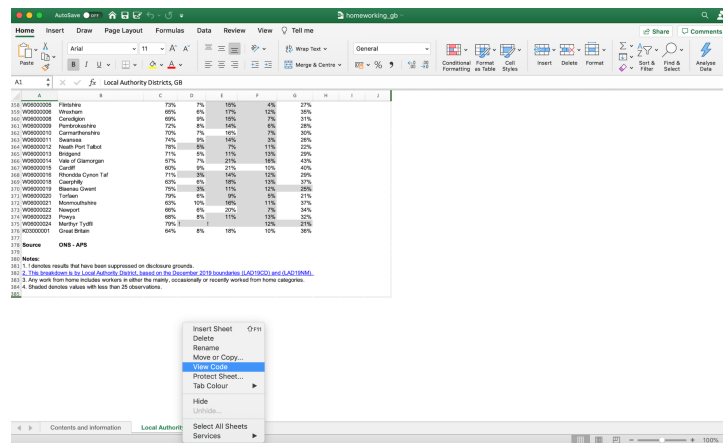 AutoSave OFF homeworking_gb
Home Insert Draw Page Layout Formulas Data Review View Tell me Share Comments
Paste Arial 11 A A Wrap Text General Conditional Formatting Format as Table Cell Styles Insert Delete Format Sort & Filter Find & Select Analyse Data
B I U A Merge & Centre % 9
A1 fx Local Authority Districts, GB
A B C D E F G H I J
358 W06000005 Flintshire 73% 7% 15% 4% 27%
359 W06000006 Wrexham 65% 6% 17% 12% 35%
360 W06000008 Ceredigion 69% 9% 15% 7% 31%
361 W06000009 Pembrokeshire 72% 8% 14% 6% 28%
362 W06000010 Carmarthenshire 70% 7% 16% 7% 30%
363 W06000011 Swansea 74% 9% 14% 3% 26%
364 W06000012 Neath Port Talbot 78% 5% 7% 11% 22%
365 W06000013 Bridgend 71% 5% 11% 13% 29%
366 W06000014 Vale of Glamorgan 57% 7% 21% 16% 43%
367 W06000015 Cardiff 60% 9% 21% 10% 40%
368 W06000016 Rhondda Cynon Taf 71% 3% 14% 12% 29%
369 W06000018 Caerphilly 63% 6% 18% 13% 37%
370 W06000019 Blaenau Gwent 75% 3% 11% 12% 25%
371 W06000020 Torfaen 79% 6% 9% 5% 21%
372 W06000021 Monmouthshire 63% 10% 16% 11% 37%
373 W06000022 Newport 66% 8% 20% 7% 34%
374 W06000023 Powys 68% 8% 11% 13% 32%
375 W06000024 Merthyr Tydfil 79% ! ! 12% 21%
376 K03000001 Great Britain 64% 8% 18% 10% 36%
377
378 Source ONS - APS
379
380 Notes:
381 1. ! denotes results that have been suppressed on disclosure grounds.
382 2. This breakdown is by Local Authority District, based on the December 2019 boundaries (LAD19CD) and (LAD19NM).
383 3. Any work from home includes workers in either the mainly, occasionally or recently worked from home categories.
384 4. Shaded denotes values with less than 25 observations.
385
Insert Sheet ⇧F11
Delete
Rename
Move or Copy...
View Code
Protect Sheet...
Tab Colour
Hide
Unhide...
Select All Sheets
Services
Contents and information Local Authorit
100%